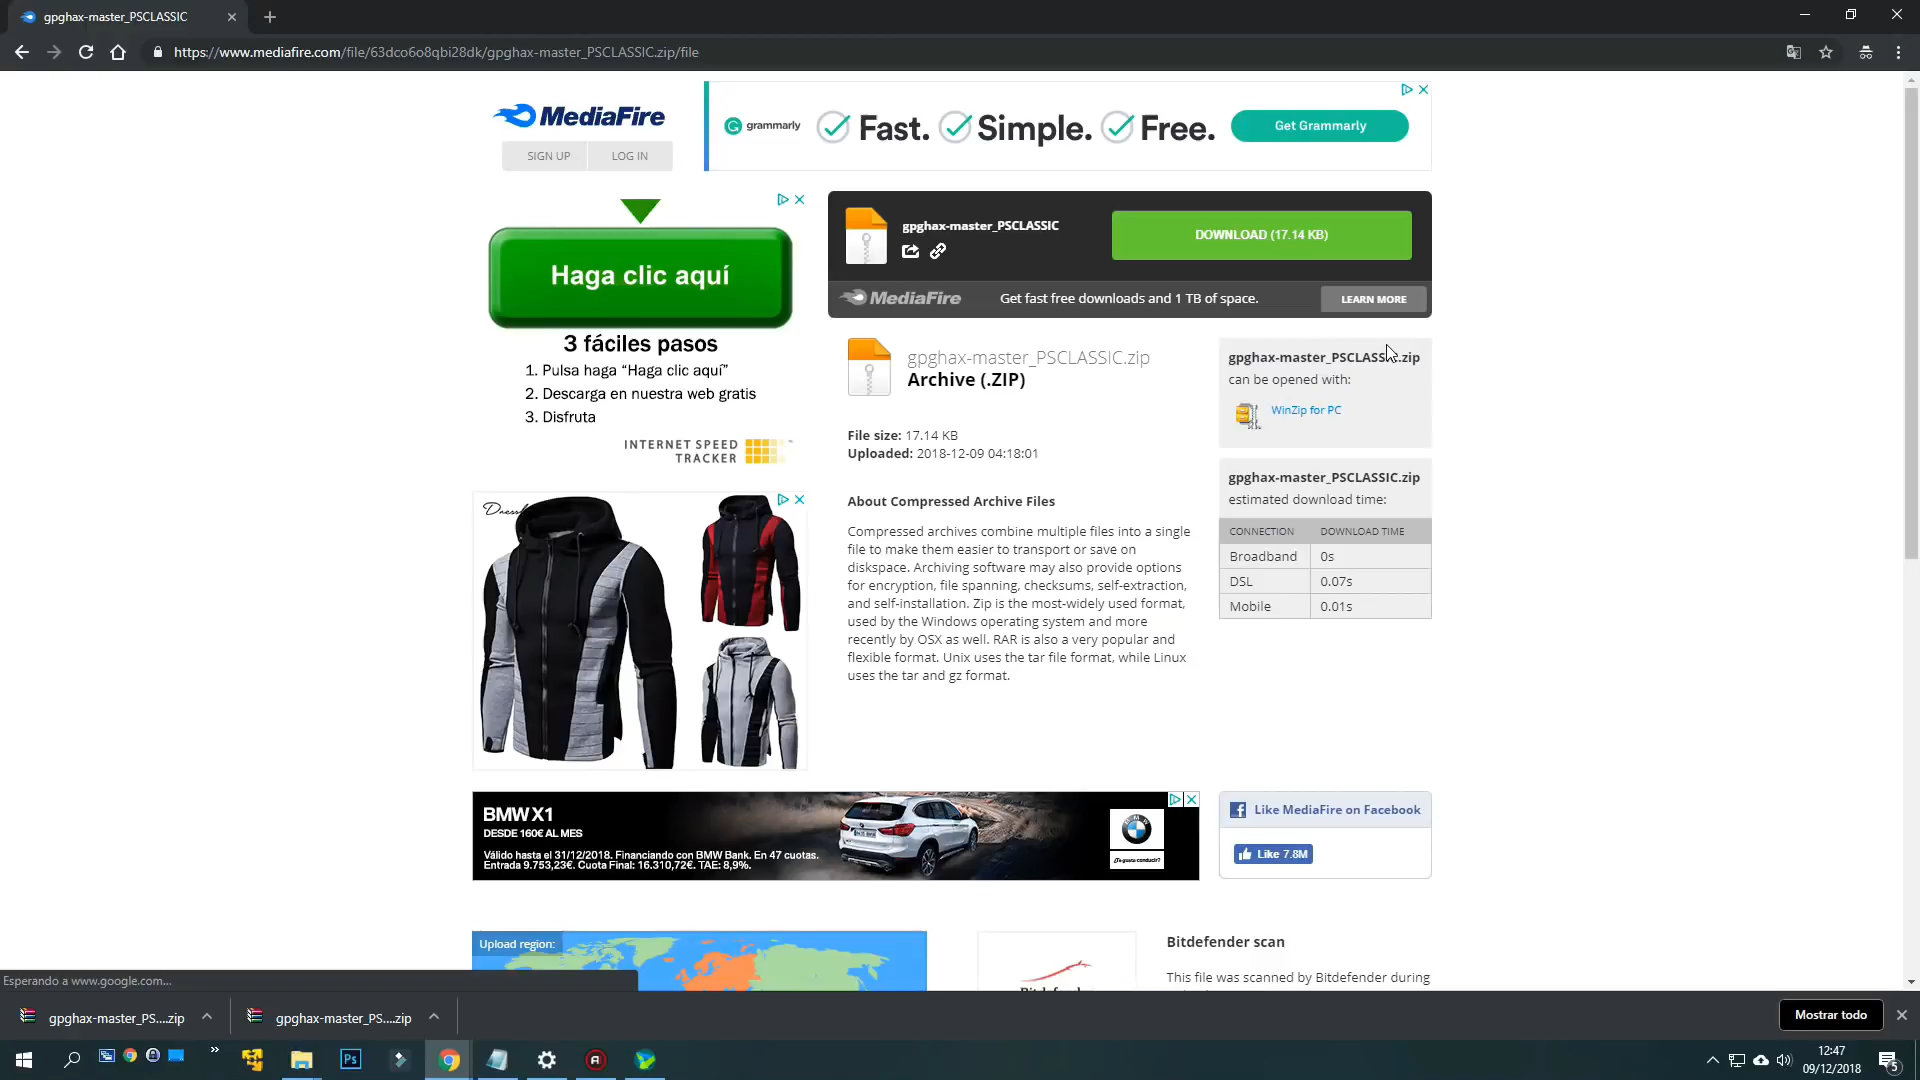 gpghax-master_PSCLASSIC
https://www.mediafire.com/file/63dco6o8qbi28dk/gpghax-master_PSCLASSIC.zip/file
MediaFire
SIGN UP
LOG IN
grammarly
Fast. Simple. Free.
Get Grammarly
Haga clic aquí
3 fáciles pasos
1. Pulsa haga “Haga clic aquí”
2. Descarga en nuestra web gratis
3. Disfruta
INTERNET SPEED
TRACKER
gpghax-master_PSCLASSIC
DOWNLOAD (17.14 KB)
MediaFire
Get fast free downloads and 1 TB of space.
LEARN MORE
gpghax-master_PSCLASSIC.zip
Archive (.ZIP)
File size: 17.14 KB
Uploaded: 2018-12-09 04:18:01
About Compressed Archive Files
Compressed archives combine multiple files into a single
file to make them easier to transport or save on
diskspace. Archiving software may also provide options
for encryption, file spanning, checksums, self-extraction,
and self-installation. Zip is the most-widely used format,
used by the Windows operating system and more
recently by OSX as well. RAR is also a very popular and
flexible format. Unix uses the tar file format, while Linux
uses the tar and gz format.
gpghax-master_PSCLASSIC.zip
can be opened with:
WinZip for PC
gpghax-master_PSCLASSIC.zip
estimated download time:
CONNECTION DOWNLOAD TIME
Broadband 0s
DSL 0.07s
Mobile 0.01s
BMW X1
DESDE 160€ AL MES
Válido hasta el 31/12/2018. Financiando con BMW Bank. En 47 cuotas.
Entrada 9.753,23€. Cuota Final: 16.310,72€. TAE: 8,9%.
BMW
¿Te gusta conducir?
Like MediaFire on Facebook
Like 7.8M
Upload region:
Bitdefender scan
This file was scanned by Bitdefender during
Esperando a www.google.com...
gpghax-master_PS....zip
gpghax-master_PS....zip
Mostrar todo
Ps
12:47
09/12/2018
5